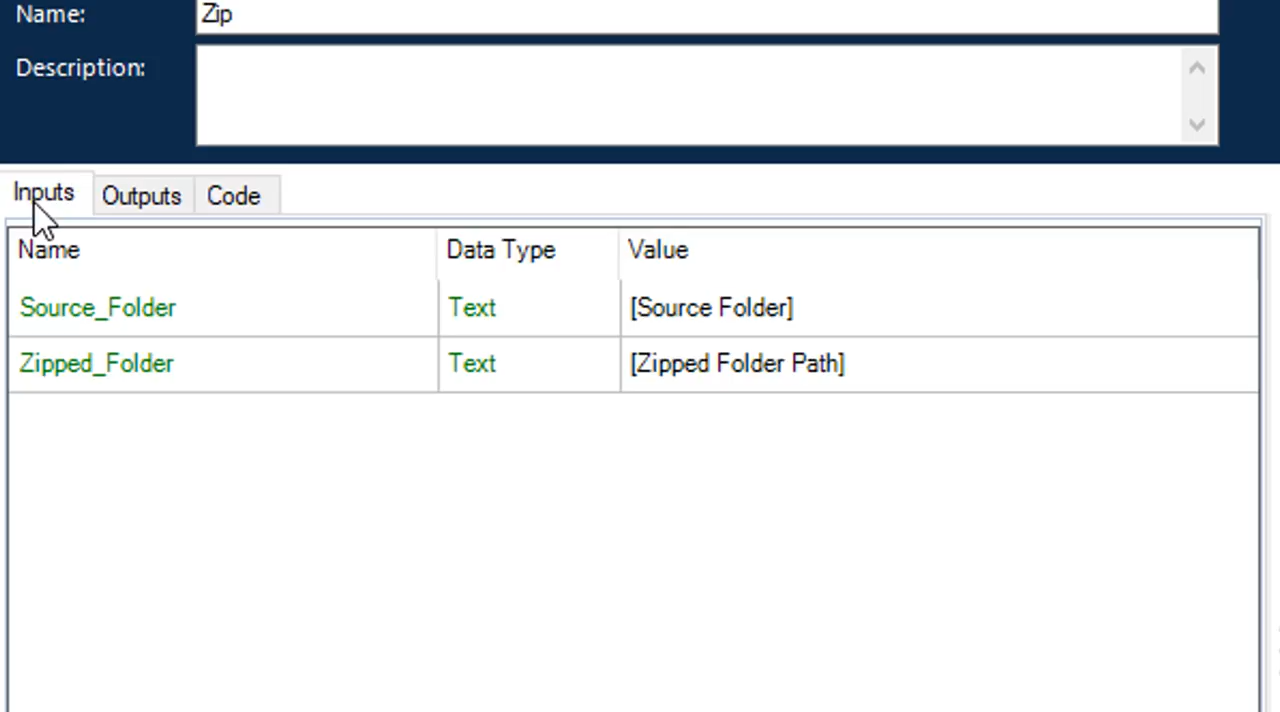 Name: Zip
Description:
Inputs Outputs Code
Name Data Type Value
Source_Folder Text [Source Folder]
Zipped_Folder Text [Zipped Folder Path]